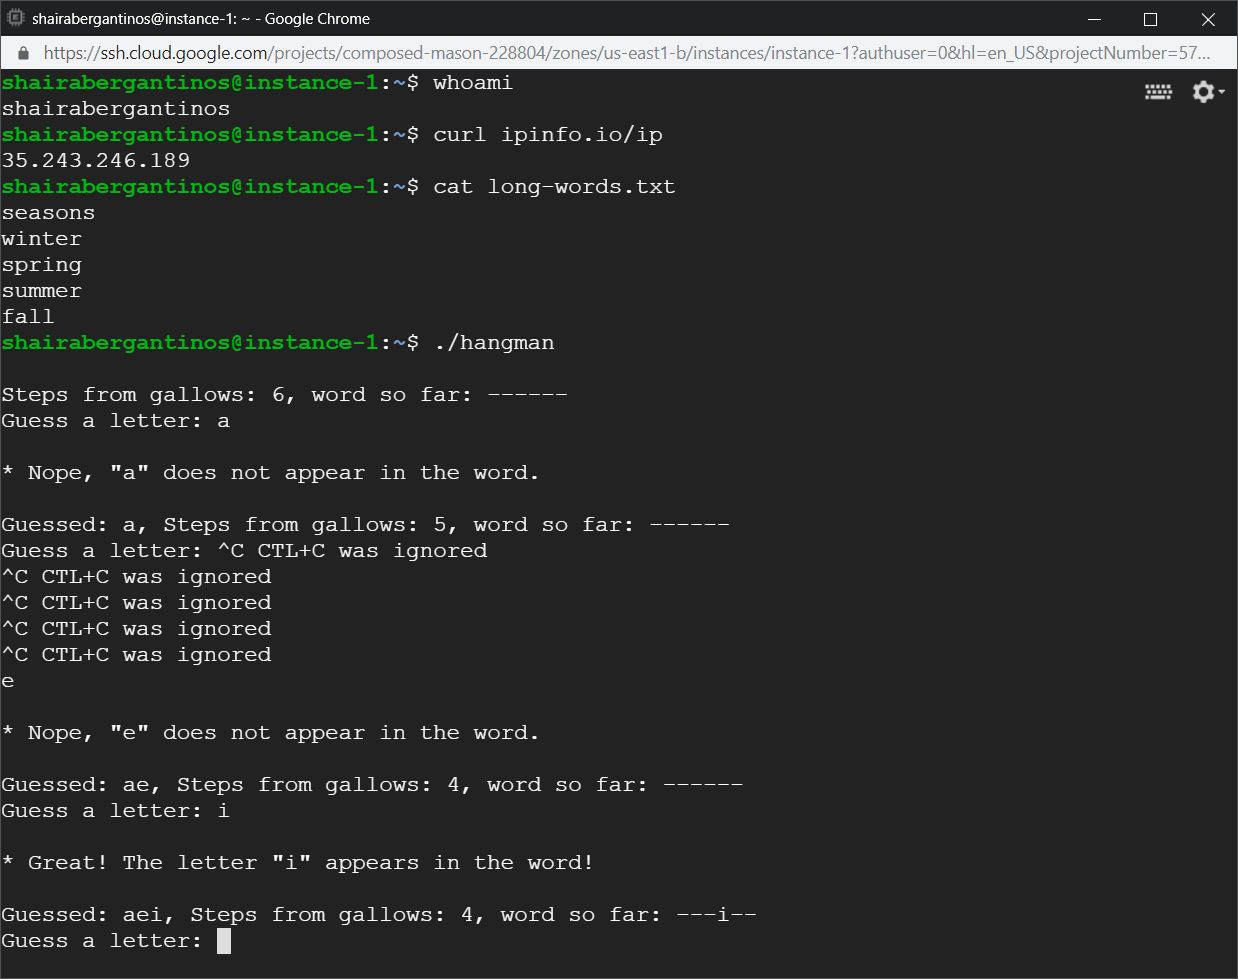 shairabergantinos@instance-1: ~ - Google Chrome
https://ssh.cloud.google.com/projects/composed-mason-228804/zones/us-east1-b/instances/instance-1?authuser=0&hl=en_US&projectNumber=57...
shairabergantinos@instance-1:~$ whoami
shairabergantinos
shairabergantinos@instance-1:~$ curl ipinfo.io/ip
35.243.246.189
shairabergantinos@instance-1:~$ cat long-words.txt
seasons
winter
spring
summer
fall
shairabergantinos@instance-1:~$ ./hangman
Steps from gallows: 6, word so far: ------
Guess a letter: a
* Nope, "a" does not appear in the word.
Guessed: a, Steps from gallows: 5, word so far: ------
Guess a letter: ^C CTL+C was ignored
^C CTL+C was ignored
^C CTL+C was ignored
^C CTL+C was ignored
^C CTL+C was ignored
e
* Nope, "e" does not appear in the word.
Guessed: ae, Steps from gallows: 4, word so far: ------
Guess a letter: i
* Great! The letter "i" appears in the word!
Guessed: aei, Steps from gallows: 4, word so far: ---i--
Guess a letter: